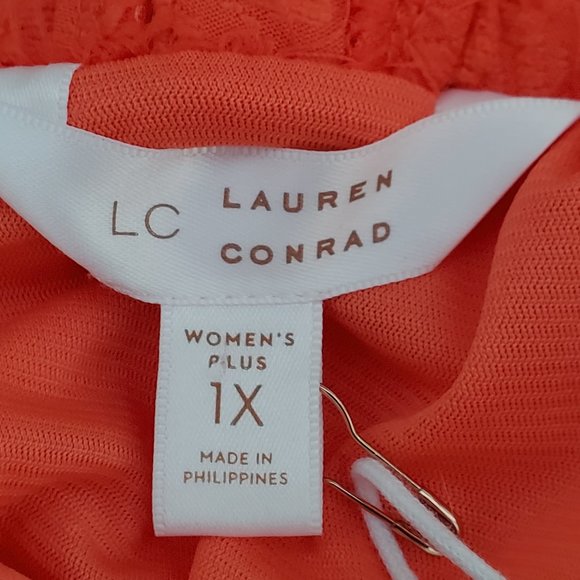 LC LAUREN
CONRAD
WOMEN'S
PLUS
1X
MADE IN
PHILIPPINES